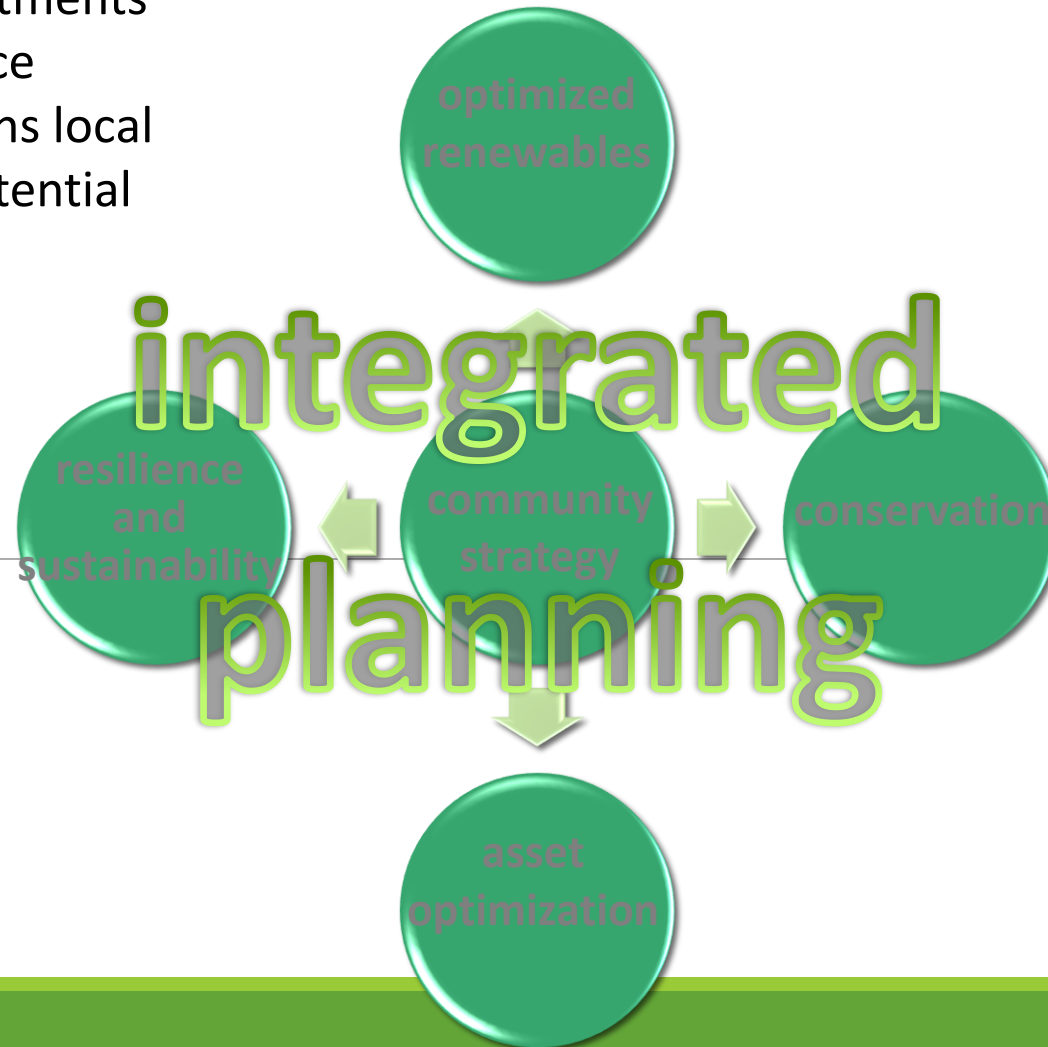 tments
ce
ns local
tential
optimized
renewables
integrated
resilience
and
sustainability
community
strategy
conservation
planning
asset
optimization